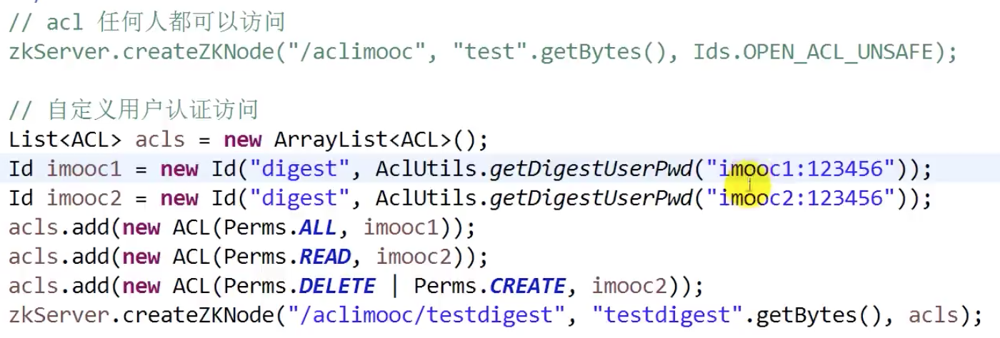 // acl 任何人都可以访问
zkServer.createZKNode("/aclimooc", "test".getBytes(), Ids.OPEN_ACL_UNSAFE);
// 自定义用户认证访问
List<ACL> acls = new ArrayList<ACL>();
Id imooc1 = new Id("digest", AclUtils.getDigestUserPwd("imooc1:123456"));
Id imooc2 = new Id("digest", AclUtils.getDigestUserPwd("imooc2:123456"));
acls.add(new ACL(Perms.ALL, imooc1));
acls.add(new ACL(Perms.READ, imooc2));
acls.add(new ACL(Perms.DELETE | Perms.CREATE, imooc2));
zkServer.createZKNode("/aclimooc/testdigest", "testdigest".getBytes(), acls);